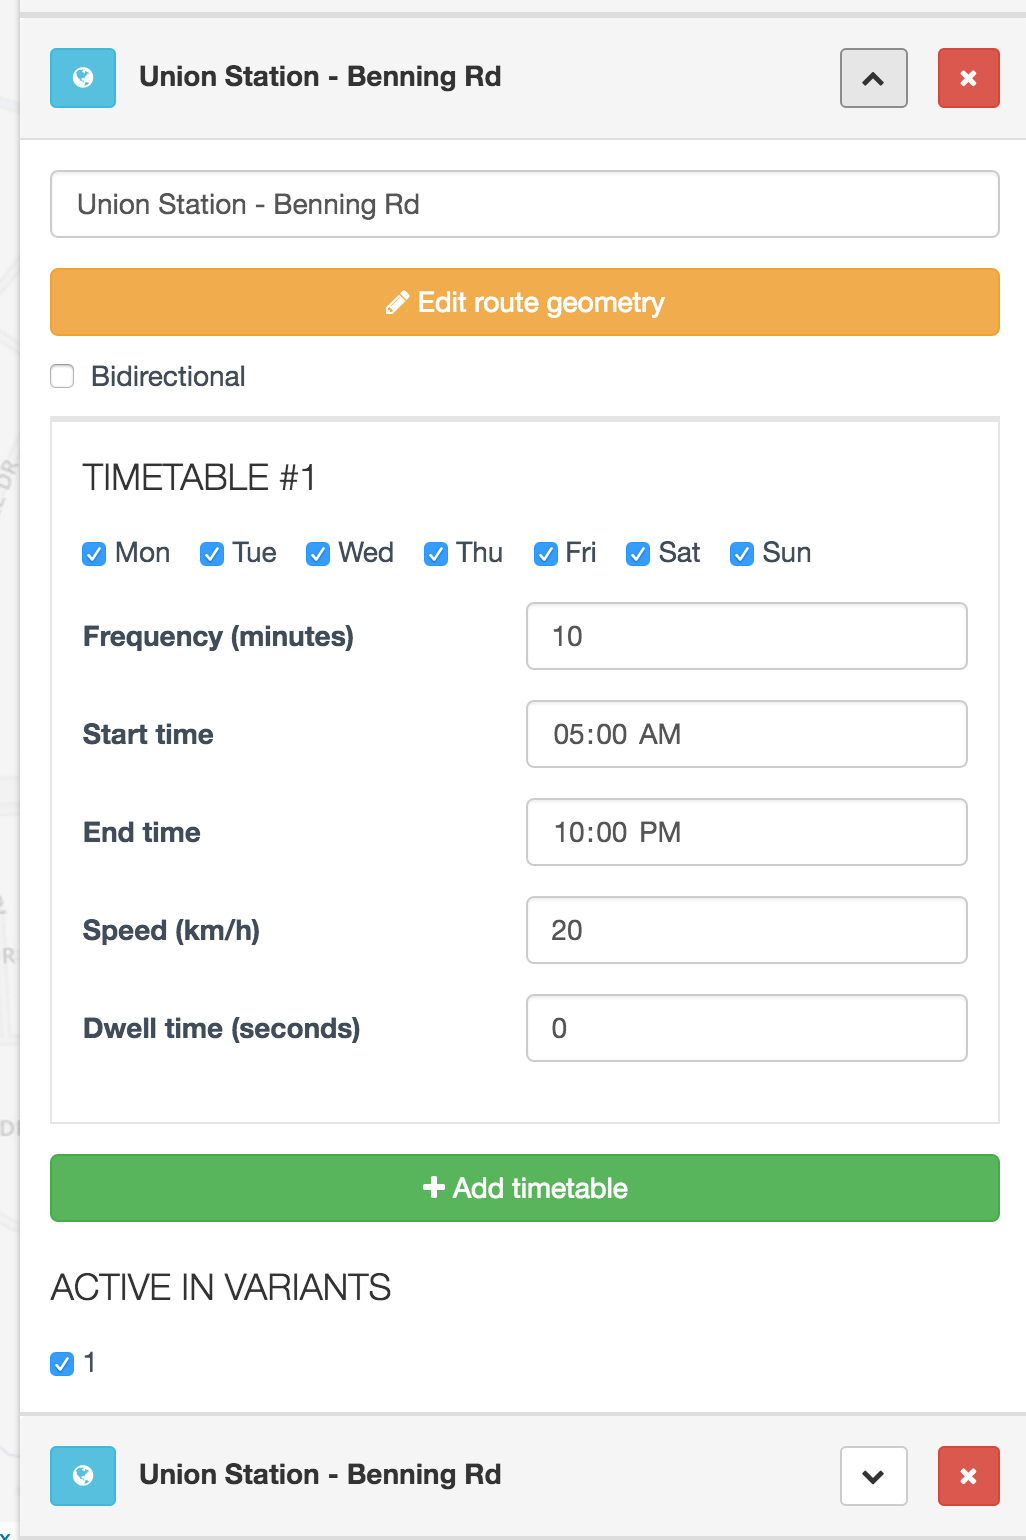 Union Station - Benning Rd
Union Station - Benning Rd
Edit route geometry
Bidirectional
TIMETABLE #1
Mon Tue Wed Thu Fri Sat Sun
Frequency (minutes) 10
Start time 05:00 AM
End time 10:00 PM
Speed (km/h) 20
Dwell time (seconds) 0
Add timetable
ACTIVE IN VARIANTS
1
Union Station - Benning Rd